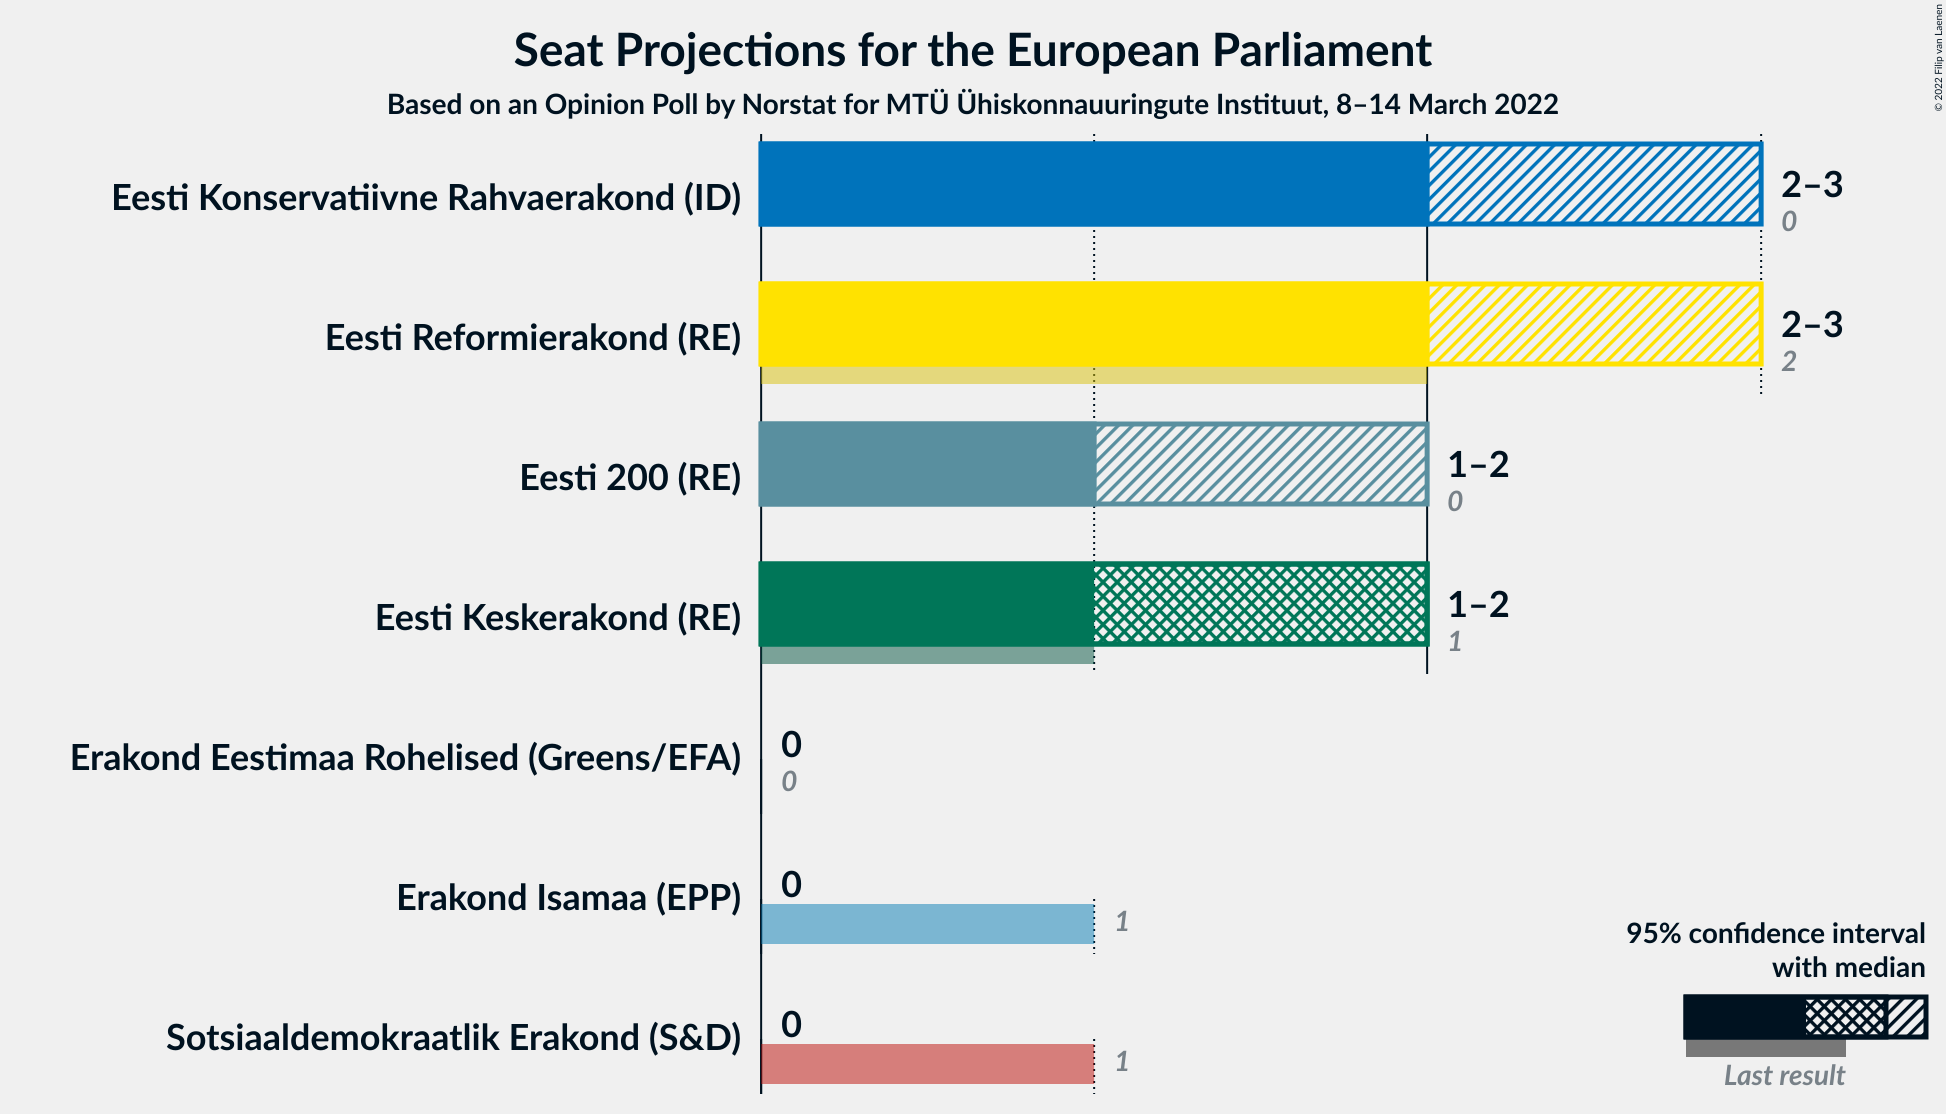 Seat Projections for the European Parliament
Based on an Opinion Poll by Norstat for MTÜ Ühiskonnauuringute Instituut, 8–14 March 2022
© 2022 Filip van Laenen
Eesti Konservatiivne Rahvaerakond (ID)
2–3
0
Eesti Reformierakond (RE)
2–3
2
Eesti 200 (RE)
1–2
0
Eesti Keskerakond (RE)
1–2
1
Erakond Eestimaa Rohelised (Greens/EFA)
0
0
Erakond Isamaa (EPP)
0
1
Sotsiaaldemokraatlik Erakond (S&D)
0
1
95% confidence interval
with median
Last result